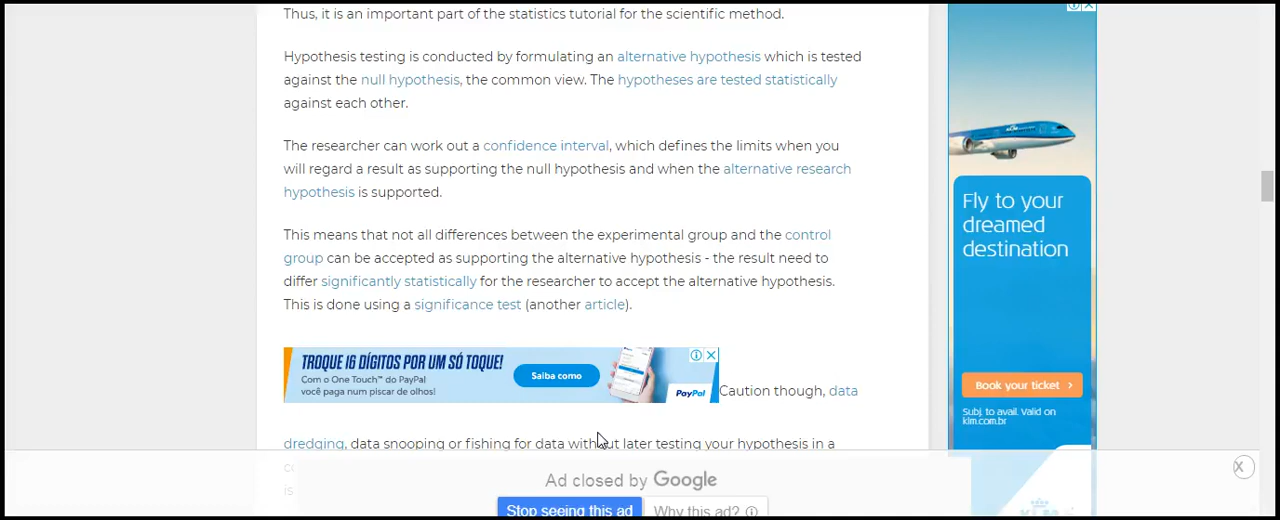 Thus, it is an important part of the statistics tutorial for the scientific method.
Hypothesis testing is conducted by formulating an alternative hypothesis which is tested
against the null hypothesis, the common view. The hypotheses are tested statistically
against each other.
The researcher can work out a confidence interval, which defines the limits when you
will regard a result as supporting the null hypothesis and when the alternative research
hypothesis is supported.
This means that not all differences between the experimental group and the control
group can be accepted as supporting the alternative hypothesis - the result need to
differ significantly statistically for the researcher to accept the alternative hypothesis.
This is done using a significance test (another article).
TROQUE 16 DÍGITOS POR UM SÓ TOQUE!
Com o One Touch™ do PayPal
você paga num piscar de olhos!
Saiba como
PayPal
Caution though, data
dredging, data snooping or fishing for data without later testing your hypothesis in a
Ad closed by Google
X
Stop seeing this ad
Why this ad?
KLM
Fly to your
dreamed
destination
Book your ticket
Subj. to avail. Valid on
klm.com.br